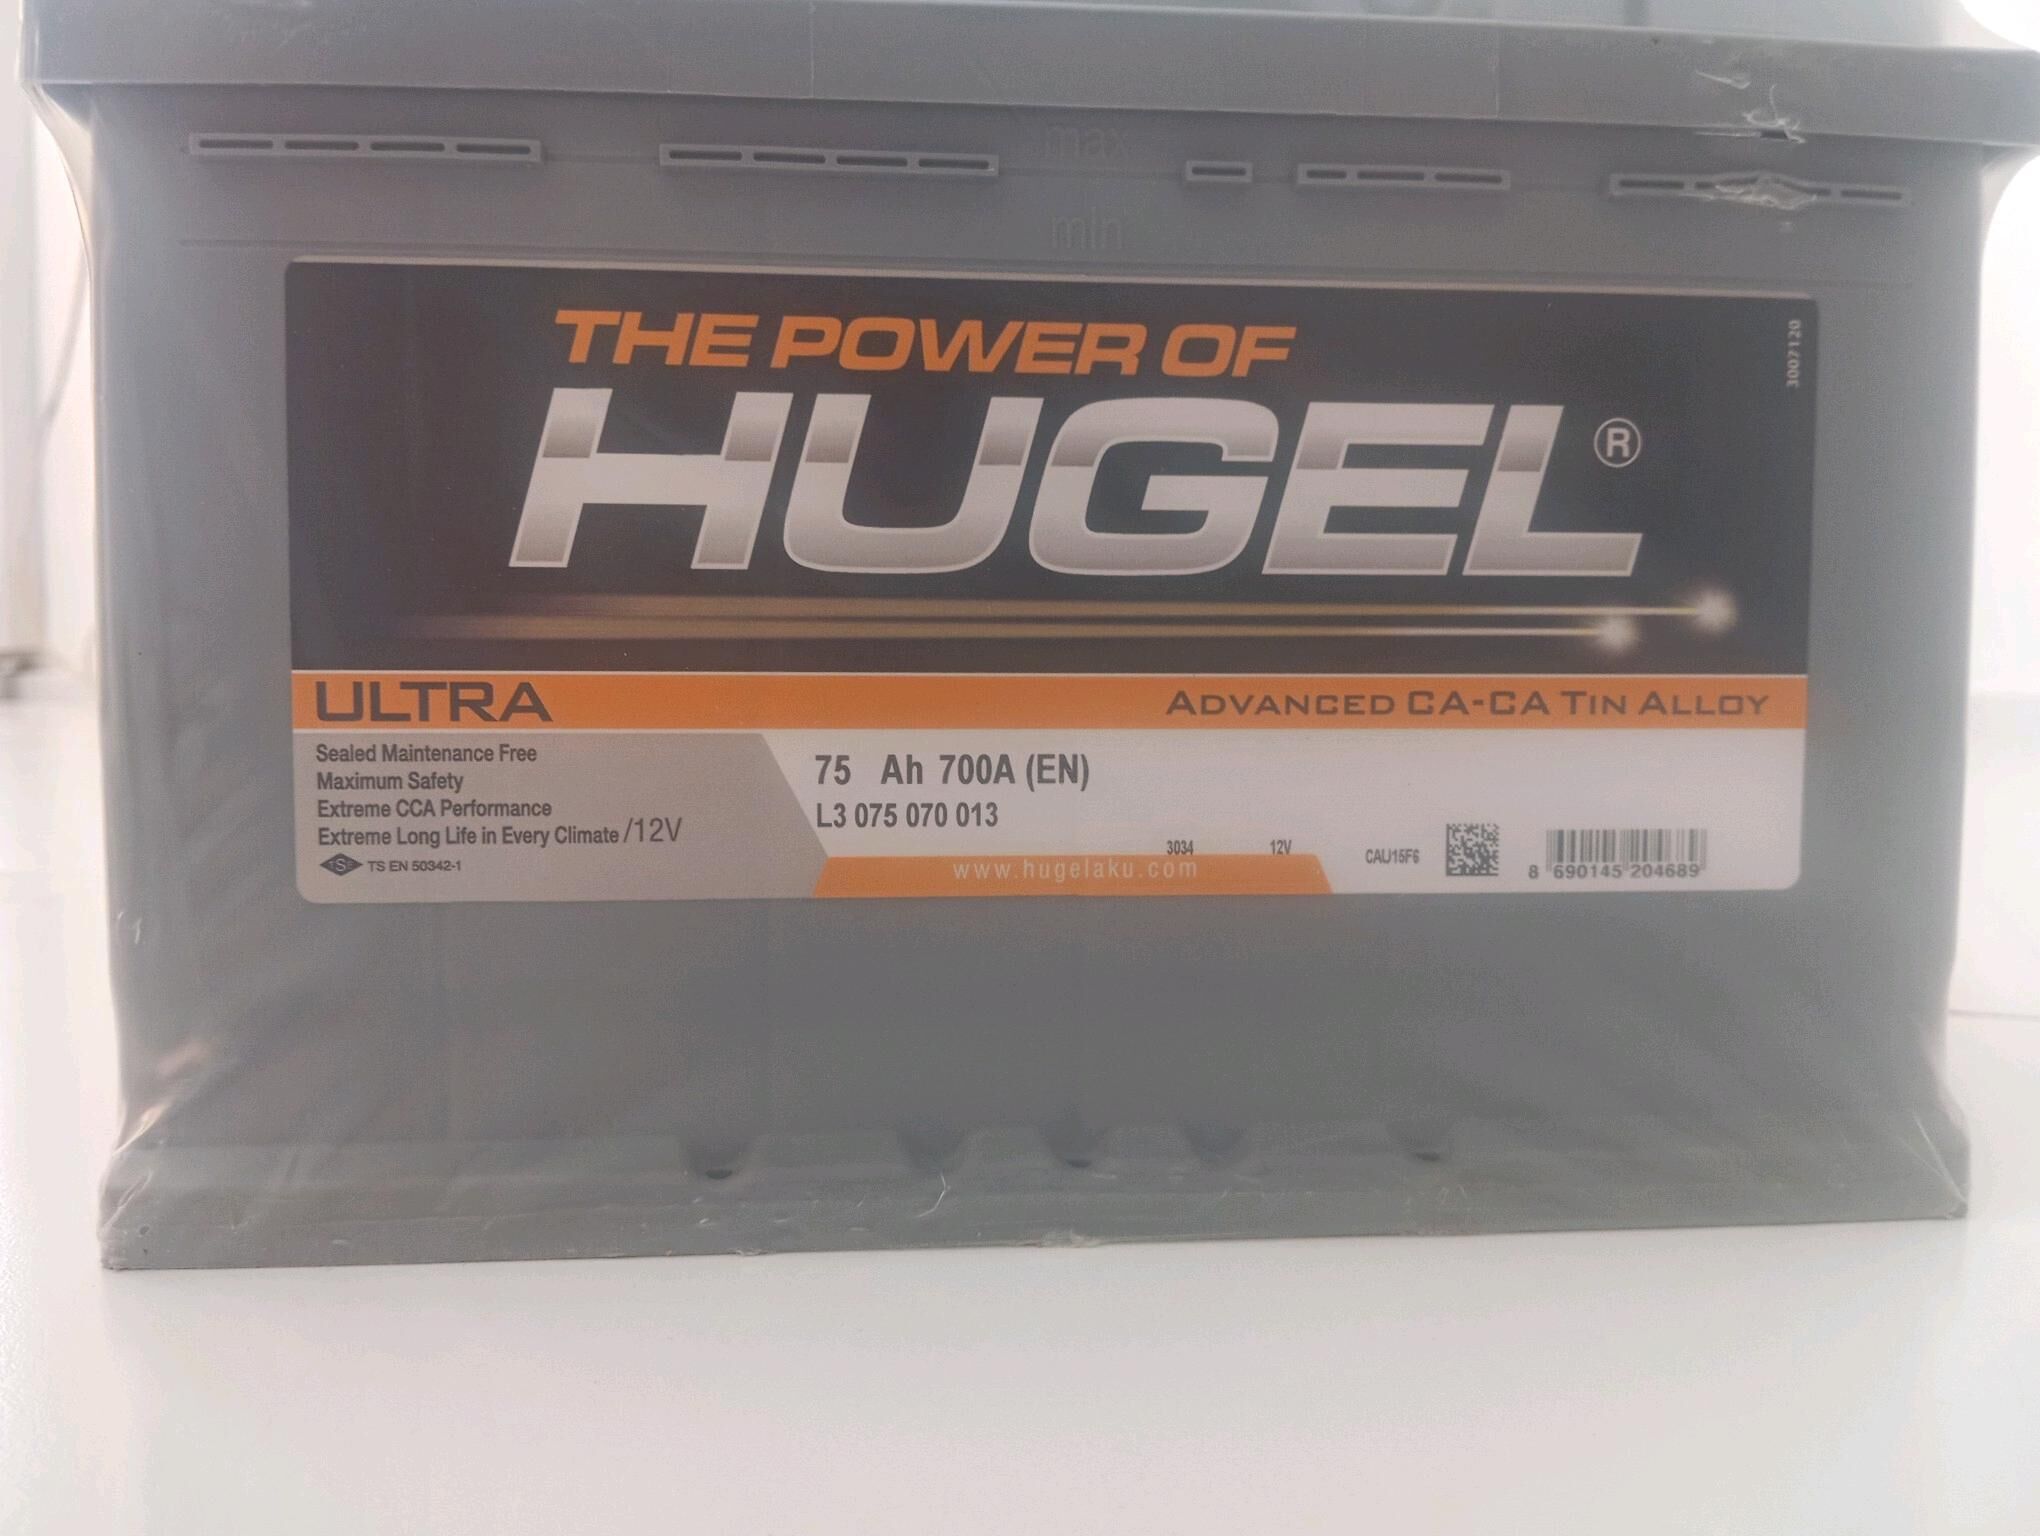 max
min
THE POWER OF
HUGEL®
3007120
ULTRA
ADVANCED CA-CA TIN ALLOY
Sealed Maintenance Free
Maximum Safety
Extreme CCA Performance
Extreme Long Life in Every Climate /12V
TSE TS EN 50342-1
75 Ah 700A (EN)
L3 075 070 013
3034 12V
www.hugelaku.com
CAU15F6
8 690145 204689